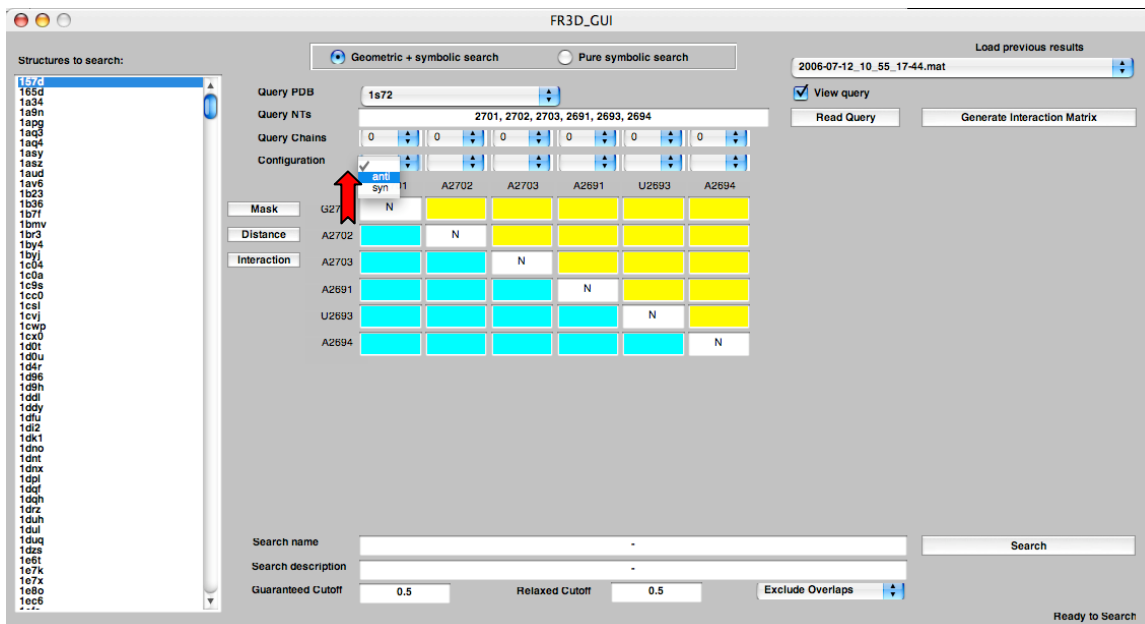 FR3D_GUI
Structures to search:
157d
165d
1a34
1a9n
1apg
1aq3
1aq4
1asy
1asz
1aud
1av6
1b23
1b36
1b7f
1bmv
1br3
1by4
1byj
1c04
1c0a
1c9s
1cc0
1csl
1cvj
1cwp
1cx0
1d0t
1d0u
1d4r
1d96
1d9h
1ddl
1ddy
1dfu
1di2
1dk1
1dno
1dnt
1dnx
1dpl
1dqf
1dqh
1drz
1duh
1dul
1duq
1dzs
1e6t
1e7k
1e7x
1e8o
1ec6
Geometric + symbolic search Pure symbolic search
Query PDB 1s72
Query NTs 2701, 2702, 2703, 2691, 2693, 2694
Query Chains 0 0 0 0 0 0
Configuration
anti
syn
A2702 A2703 A2691 U2693 A2694
Mask N
Distance A2702 N
Interaction A2703 N
A2691 N
U2693 N
A2694 N
Load previous results
2006-07-12_10_55_17-44.mat
View query
Read Query Generate Interaction Matrix
Search name - Search
Search description -
Guaranteed Cutoff 0.5 Relaxed Cutoff 0.5 Exclude Overlaps
Ready to Search